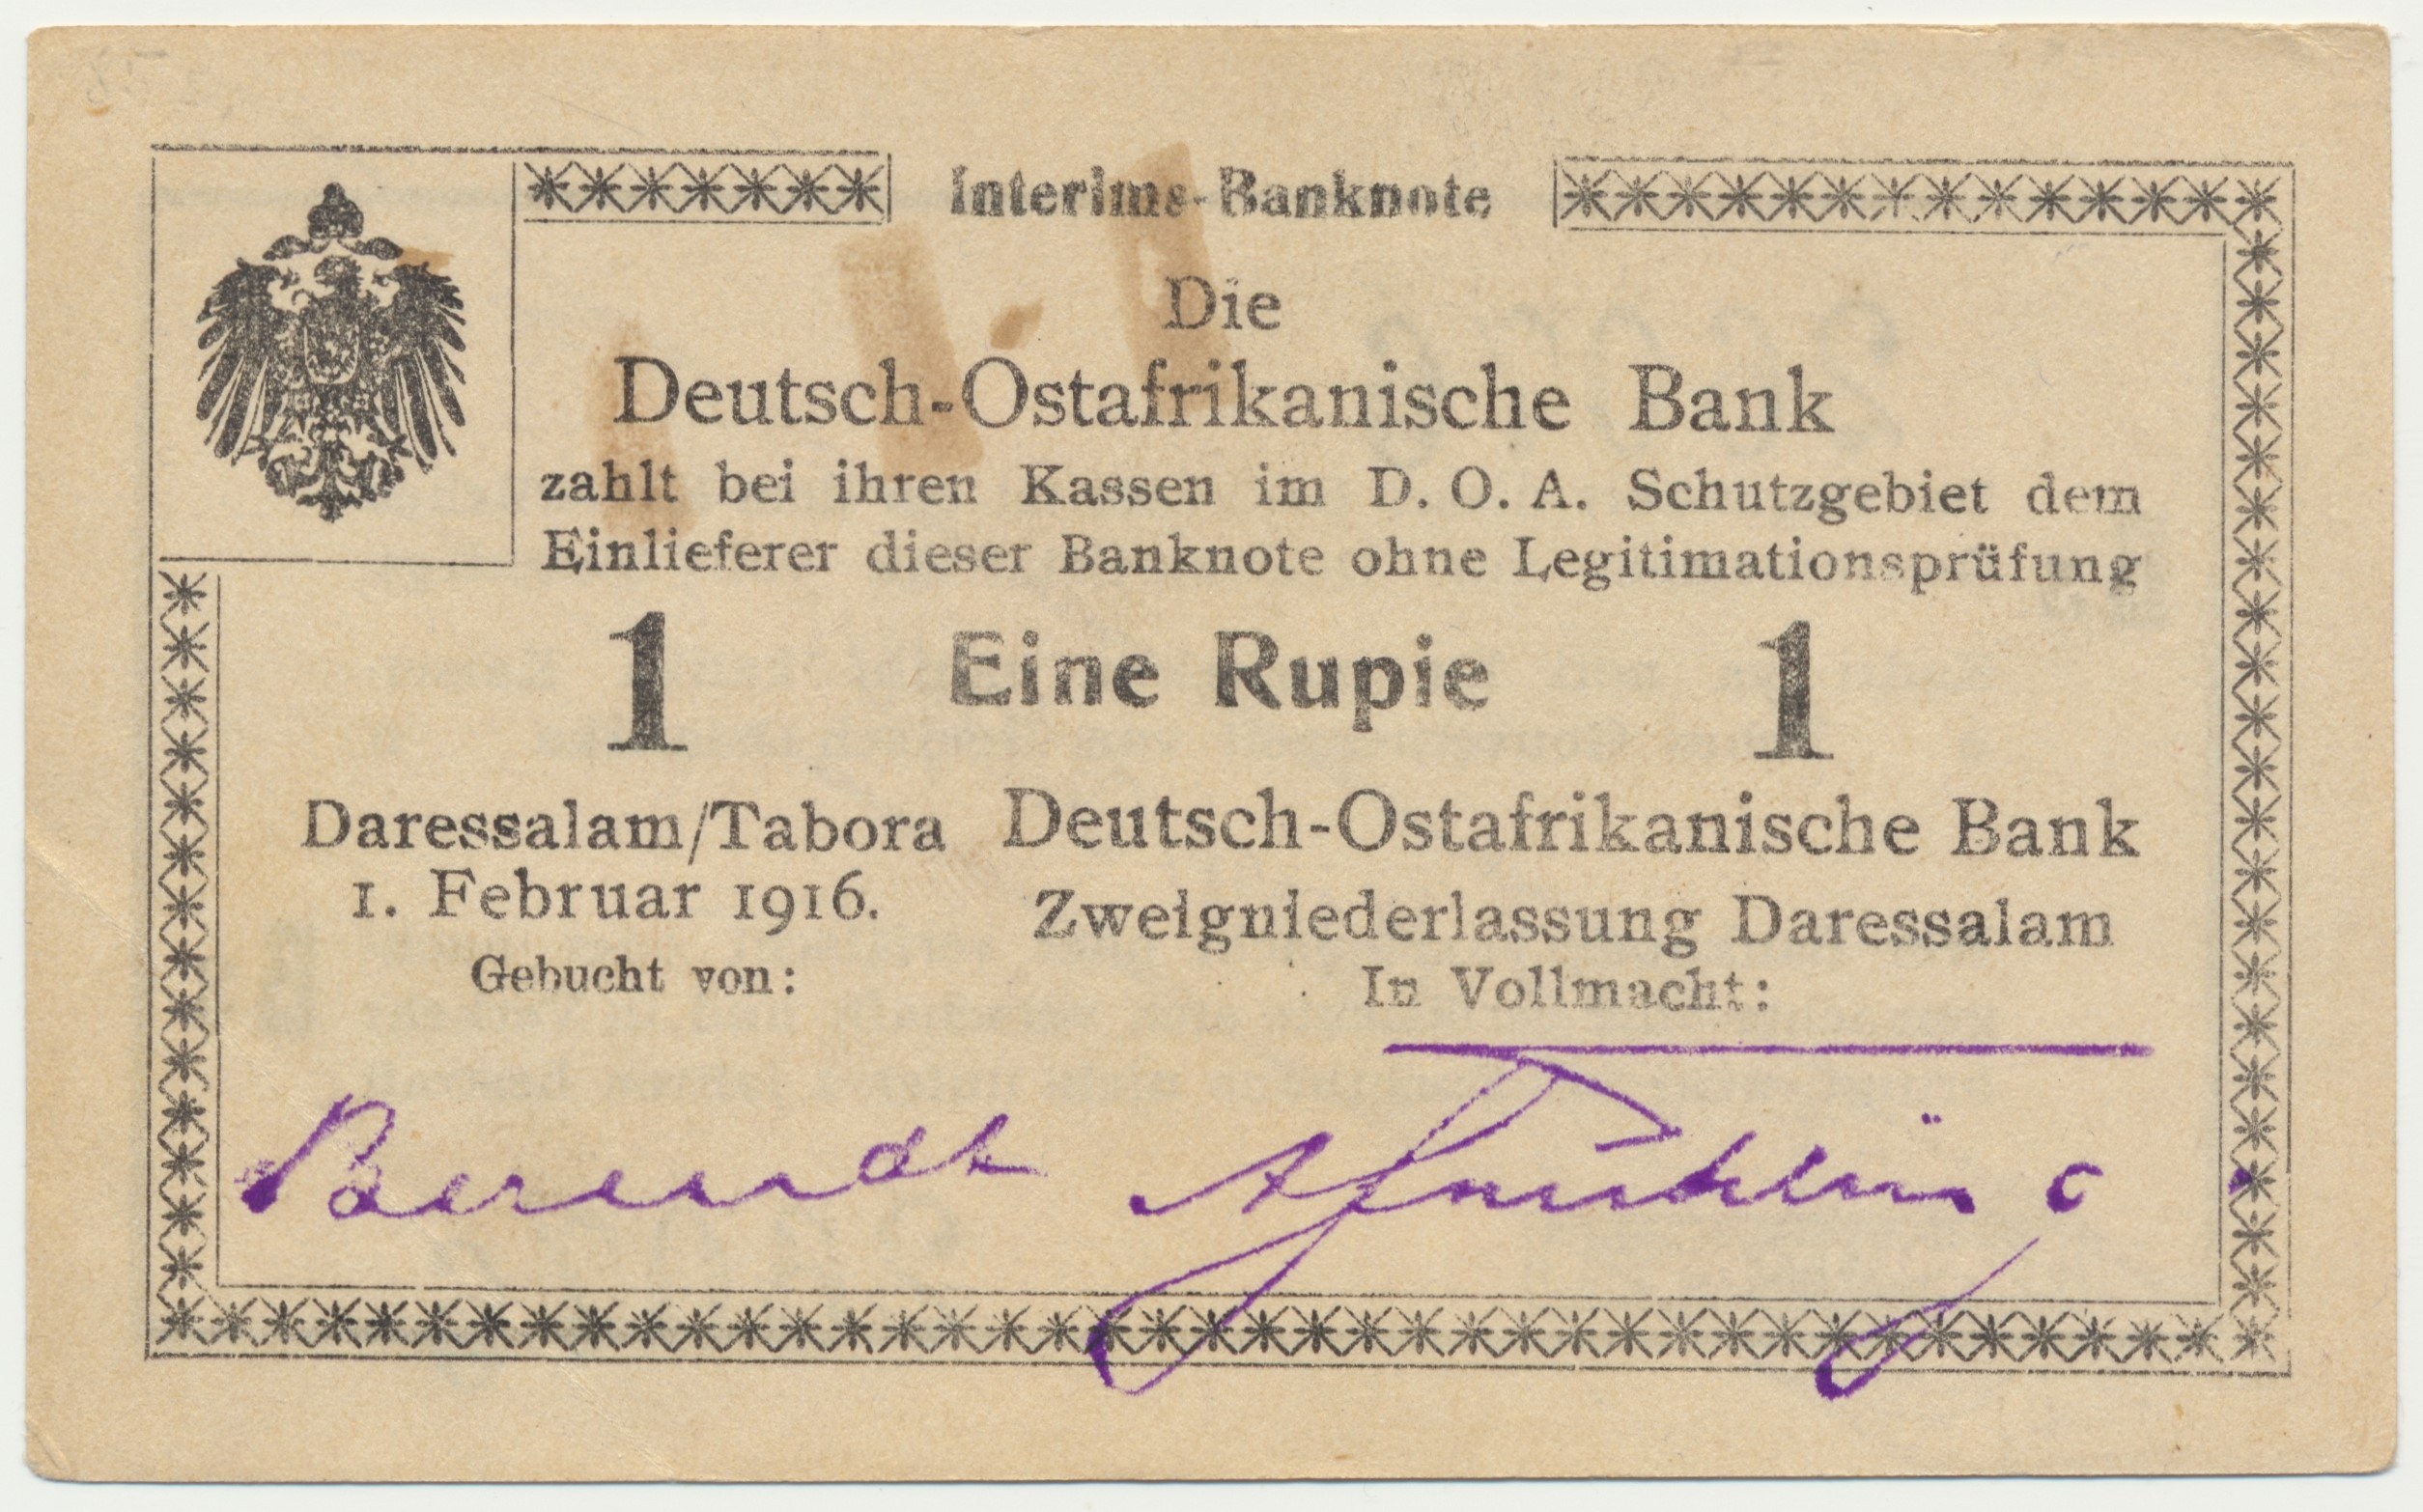 Interims-Banknote
Die
Deutsch-Ostafrikanische Bank
zahlt bei ihren Kassen im D. O. A. Schutzgebiet dem
Einlieferer dieser Banknote ohne Legitimationsprüfung
1 Eine Rupie 1
Daressalam/Tabora
1. Februar 1916.
Gebucht von:
Deutsch-Ostafrikanische Bank
Zweigniederlassung Daressalam
In Vollmacht:
Berendt